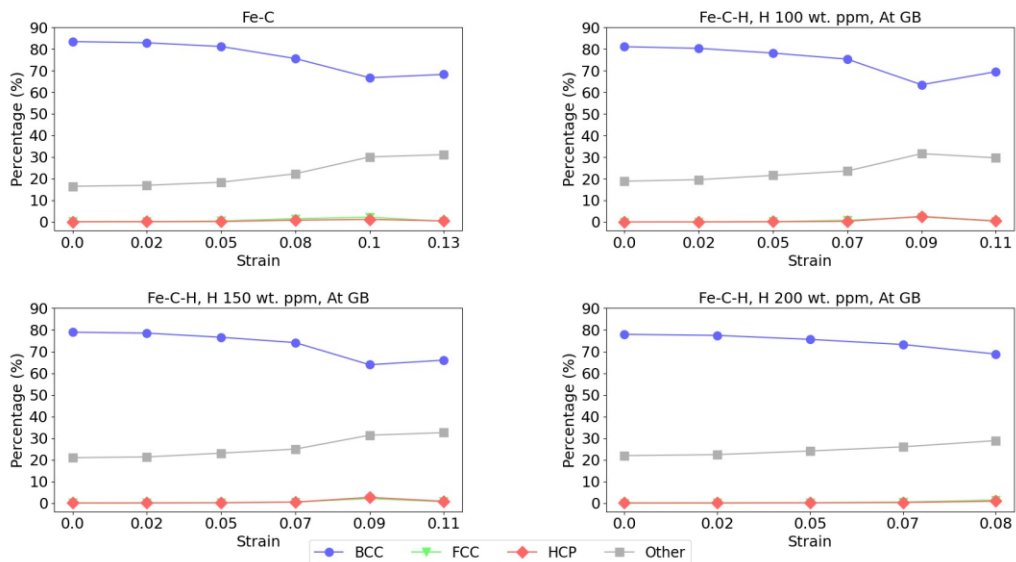 Fe-C
90
80
70
60
50
40
30
20
10
0
Percentage (%)
0.0 0.02 0.05 0.08 0.1 0.13
Strain
Fe-C-H, H 100 wt. ppm, At GB
90
80
70
60
50
40
30
20
10
0
Percentage (%)
0.0 0.02 0.05 0.07 0.09 0.11
Strain
Fe-C-H, H 150 wt. ppm, At GB
90
80
70
60
50
40
30
20
10
0
Percentage (%)
0.0 0.02 0.05 0.07 0.09 0.11
Strain
Fe-C-H, H 200 wt. ppm, At GB
90
80
70
60
50
40
30
20
10
0
Percentage (%)
0.0 0.02 0.05 0.07 0.08
Strain
BCC FCC HCP Other